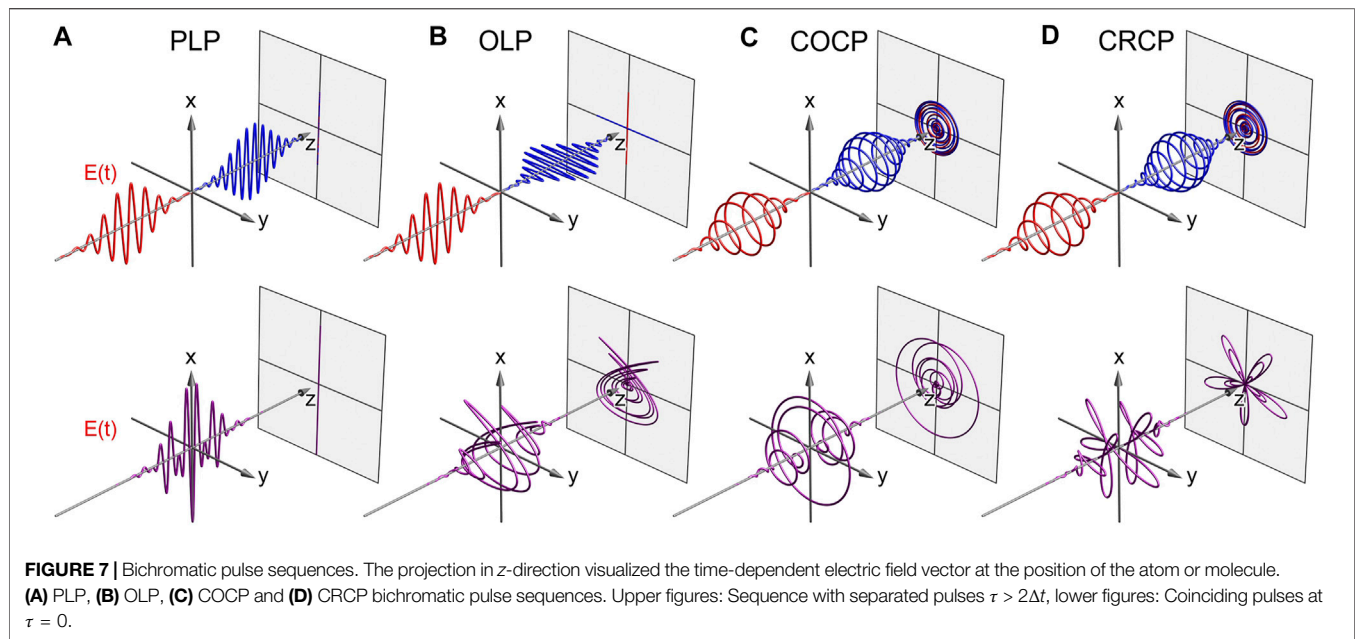 A PLP
B OLP
C COCP
D CRCP
x
x
x
x
z
z
z
z
E(t)
y
y
y
y
x
x
x
x
z
z
z
z
E(t)
y
y
y
y
FIGURE 7 | Bichromatic pulse sequences. The projection in z-direction visualized the time-dependent electric field vector at the position of the atom or molecule.
(A) PLP, (B) OLP, (C) COCP and (D) CRCP bichromatic pulse sequences. Upper figures: Sequence with separated pulses τ > 2Δt, lower figures: Coinciding pulses at
τ = 0.